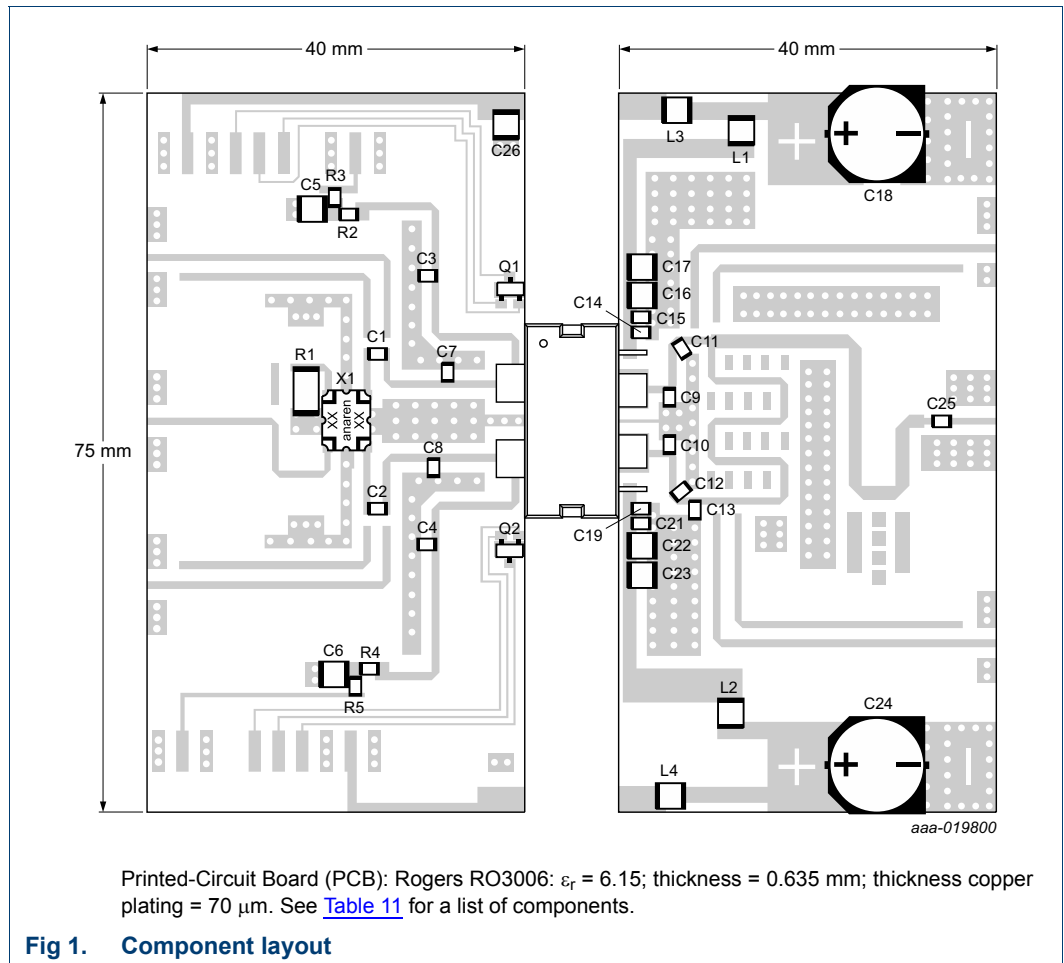 40 mm
40 mm
75 mm
C26
L3
L1
+ −
C18
R3
C5
R2
C3
Q1
C17
C16
C14
C15
C11
C1
R1
C7
X1
XX anaren XX
C9
C25
C10
C8
C2
C12
C13
C4
Q2
C19
C21
C22
C23
C6
R4
R5
L2
C24
+ −
L4
aaa-019800
Printed-Circuit Board (PCB): Rogers RO3006: εr = 6.15; thickness = 0.635 mm; thickness copper
plating = 70 μm. See Table 11 for a list of components.
Fig 1. Component layout